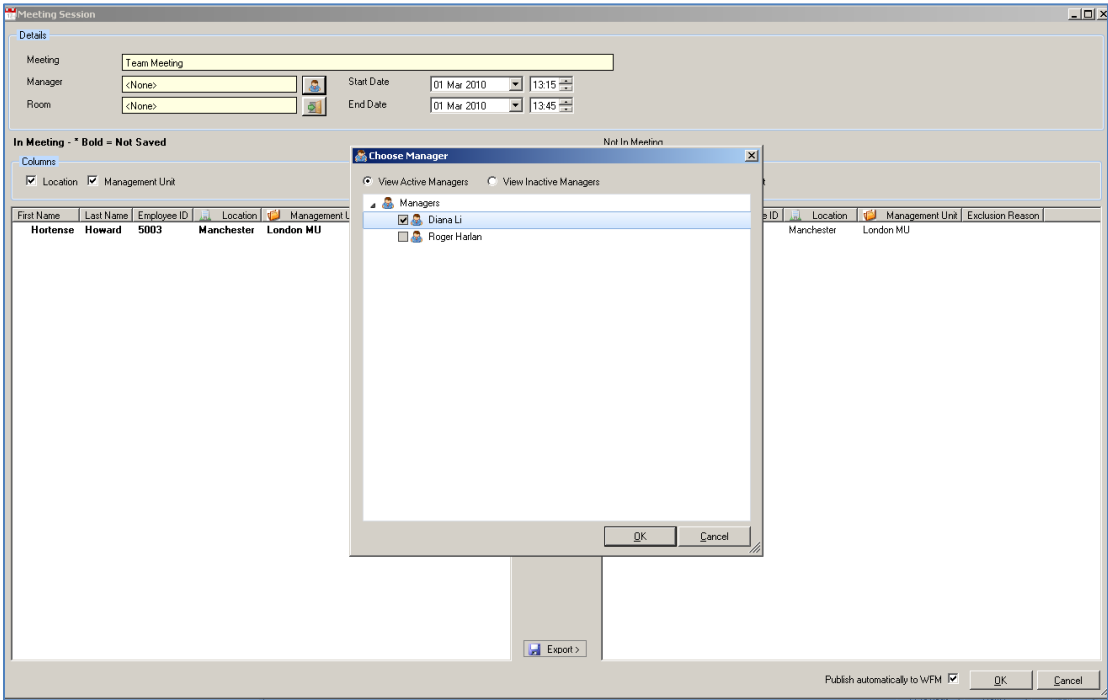 Meeting Session
Details
Meeting Team Meeting
Manager <None> Start Date 01 Mar 2010 13:15
Room <None> End Date 01 Mar 2010 13:45
In Meeting - * Bold = Not Saved Not In Meeting
Columns
Location Management Unit
First Name Last Name Employee ID Location Management U
Hortense Howard 5003 Manchester London MU
Choose Manager
View Active Managers View Inactive Managers
Managers
Diana Li
Roger Harlan
OK Cancel
e ID Location Management Unit Exclusion Reason
Manchester London MU
Export >
Publish automatically to WFM OK Cancel